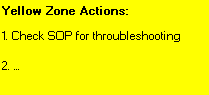 Yellow Zone Actions:
1. Check SOP for throubleshooting
2. ...